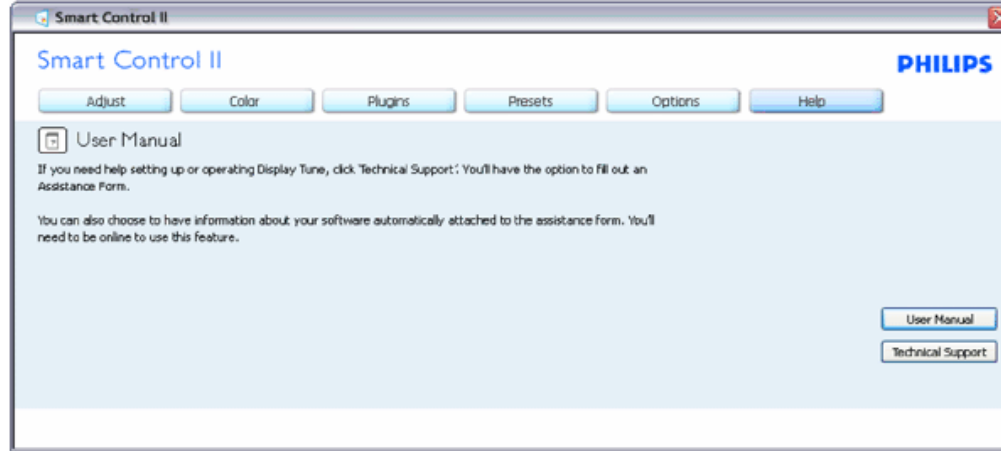 Smart Control II
Smart Control II
PHILIPS
Adjust Color Plugins Presets Options Help
User Manual
If you need help setting up or operating Display Tune, click 'Technical Support'. You'll have the option to fill out an
Assistance Form.
You can also choose to have information about your software automatically attached to the assistance form. You'll
need to be online to use this feature.
User Manual
Technical Support